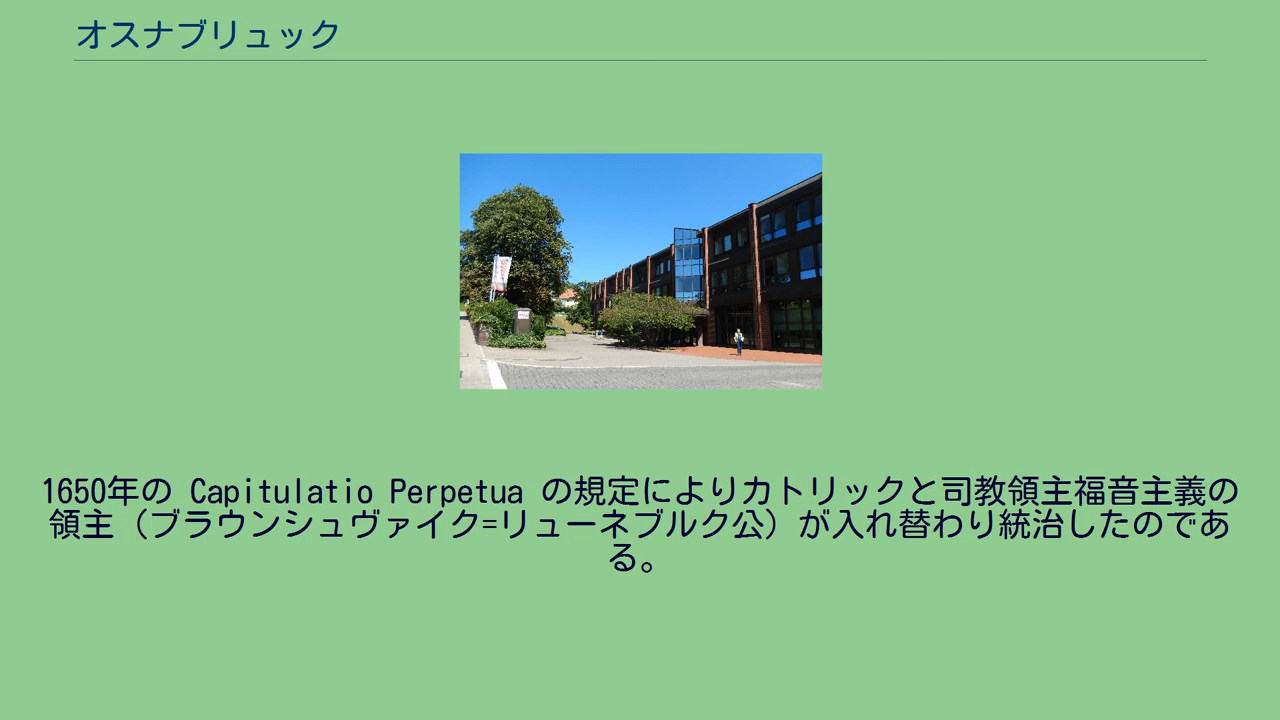 オスナブリュック
1650年の Capitulatio Perpetua の規定によりカトリックと司教領主福音主義の
領主（ブラウンシュヴァイク=リューネブルク公）が入れ替わり統治したのであ
る。